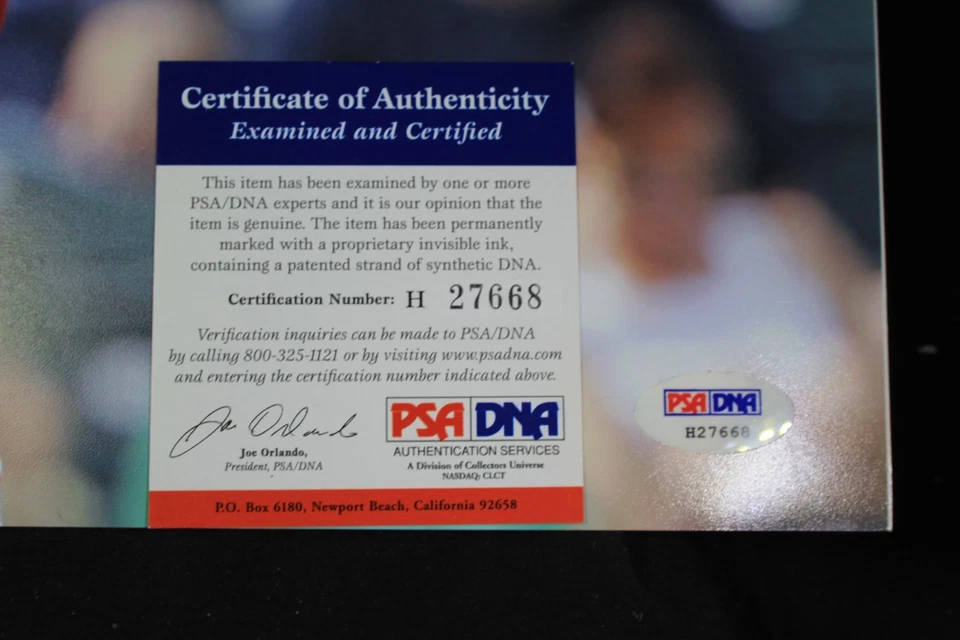 Certificate of Authenticity
Examined and Certified
This item has been examined by one or more
PSA/DNA experts and it is our opinion that the
item is genuine. The item has been permanently
marked with a proprietary invisible ink,
containing a patented strand of synthetic DNA.
Certification Number: H 27668
Verification inquiries can be made to PSA/DNA
by calling 800-325-1121 or by visiting www.psadna.com
and entering the certification number indicated above.
Joe Orlando
Joe Orlando,
President, PSA/DNA
PSA DNA
AUTHENTICATION SERVICES
A Division of Collectors Universe
NASDAQ: CLCT
P.O. Box 6180, Newport Beach, California 92658
PSA DNA
H27668